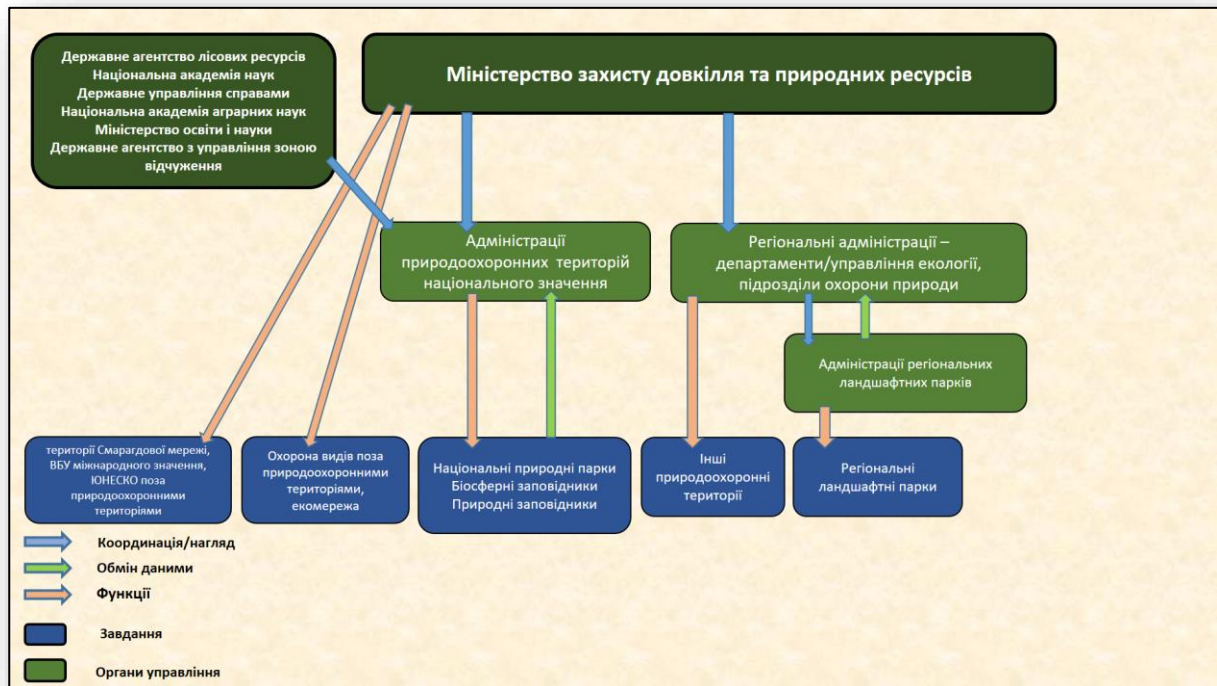 Державне агентство лісових ресурсів
Національна академія наук
Державне управління справами
Національна академія аграрних наук
Міністерство освіти і науки
Державне агентство з управління зоною
відчуження
Міністерство захисту довкілля та природних ресурсів
Адміністрації
природоохоронних територій
національного значення
Регіональні адміністрації –
департаменти/управління екології,
підрозділи охорони природи
Адміністрації регіональних
ландшафтних парків
території Смарагдової мережі,
ВБУ міжнародного значення,
ЮНЕСКО поза
природоохоронними
територіями
Охорона видів поза
природоохоронними
територіями,
екомережа
Національні природні парки
Біосферні заповідники
Природні заповідники
Інші
природоохоронні
території
Регіональні
ландшафтні парки
Координація/нагляд
Обмін даними
Функції
Завдання
Органи управління